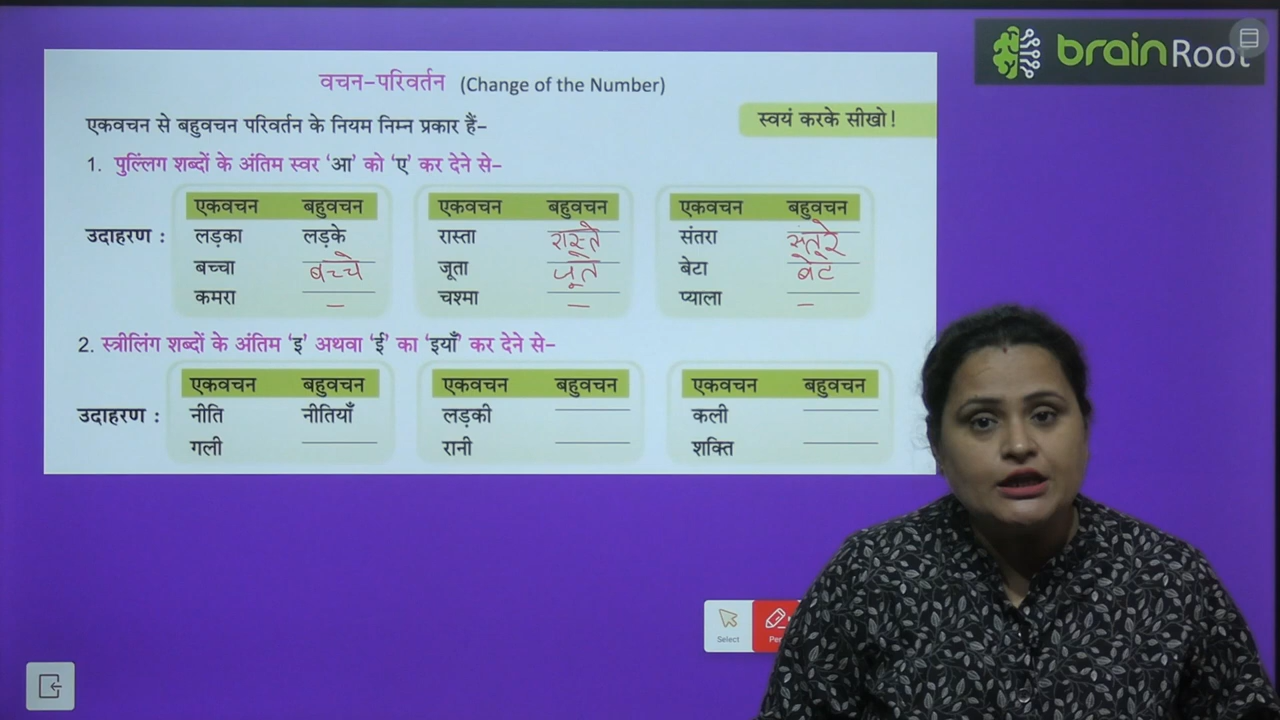 brainRoot
वचन-परिवर्तन (Change of the Number)
स्वयं करके सीखो!
एकवचन से बहुवचन परिवर्तन के नियम निम्न प्रकार हैं-
1. पुल्लिंग शब्दों के अंतिम स्वर 'आ' को 'ए' कर देने से-
एकवचन बहुवचन एकवचन बहुवचन एकवचन बहुवचन
उदाहरण : लड़का लड़के रास्ता रास्ते संतरा संतरे
बच्चा बच्चे जूता जूते बेटा बेटे
कमरा चश्मा प्याला
2. स्त्रीलिंग शब्दों के अंतिम 'इ' अथवा 'ई' का 'इयाँ' कर देने से-
एकवचन बहुवचन एकवचन बहुवचन एकवचन बहुवचन
उदाहरण : नीति नीतियाँ लड़की कली
गली रानी शक्ति
Select